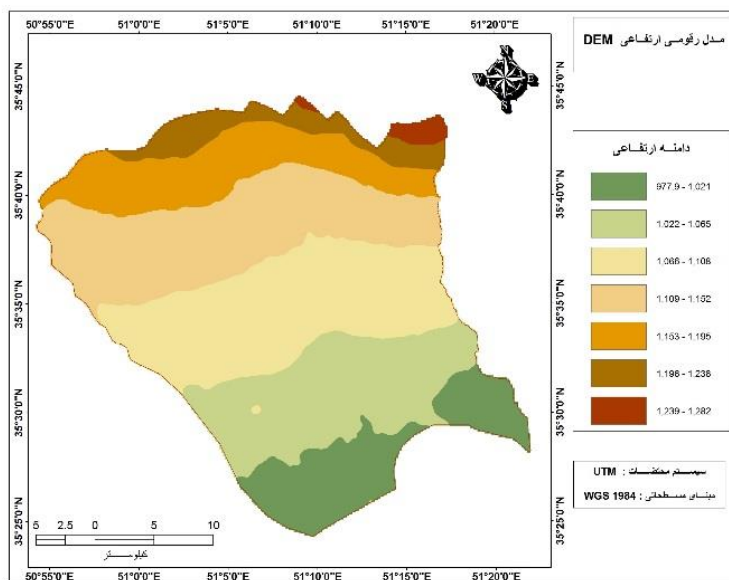 50°55'0"E 51°0'0"E 51°5'0"E 51°10'0"E 51°15'0"E 51°20'0"E
مدل رقومی ارتفاعی DEM
N
W E
S
35°45'0"N 35°45'0"N
دامنه ارتفاعی
977.9 - 1,021
35°40'0"N 35°40'0"N
1,022 - 1,065
1,066 - 1,108
1,109 - 1,152
35°35'0"N 35°35'0"N
1,153 - 1,195
1,196 - 1,238
35°30'0"N 35°30'0"N
1,239 - 1,282
سیستم مختصات : UTM
مبنای مسطحاتی : WGS 1984
35°25'0"N 35°25'0"N
5 2.5 0 5 10
کیلومتر
50°55'0"E 51°0'0"E 51°5'0"E 51°10'0"E 51°15'0"E 51°20'0"E